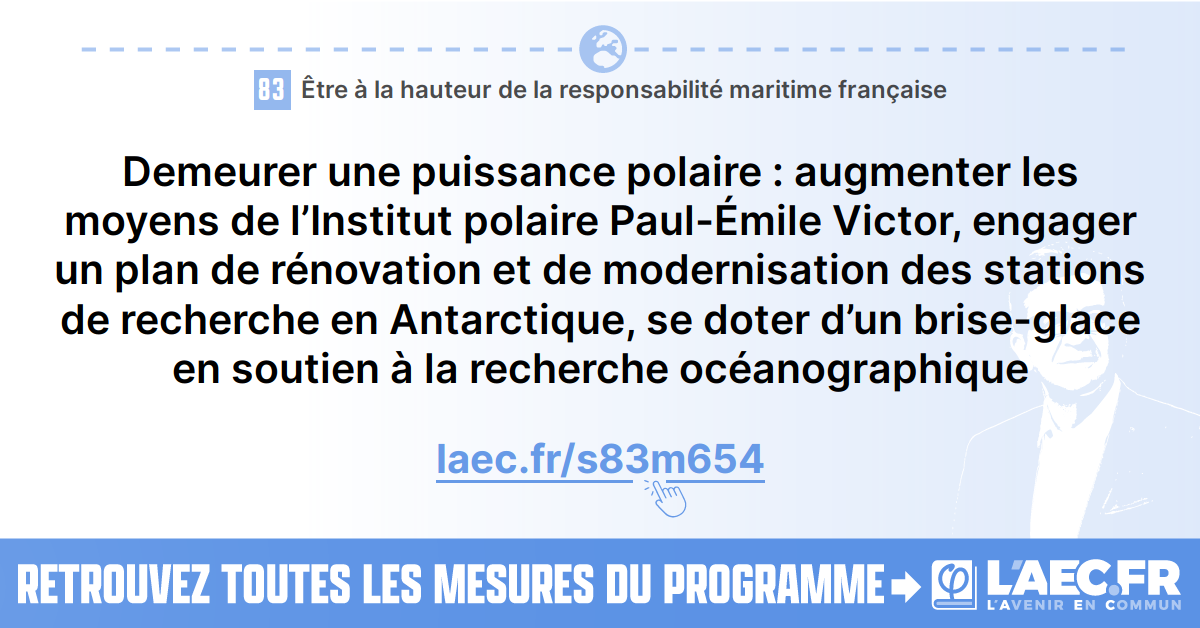 83 Être à la hauteur de la responsabilité maritime française
Demeurer une puissance polaire : augmenter les
moyens de l’Institut polaire Paul-Émile Victor, engager
un plan de rénovation et de modernisation des stations
de recherche en Antarctique, se doter d’un brise-glace
en soutien à la recherche océanographique
laec.fr/s83m654
RETROUVEZ TOUTES LES MESURES DU PROGRAMME
φ L'AEC.FR
L'AVENIR EN COMMUN